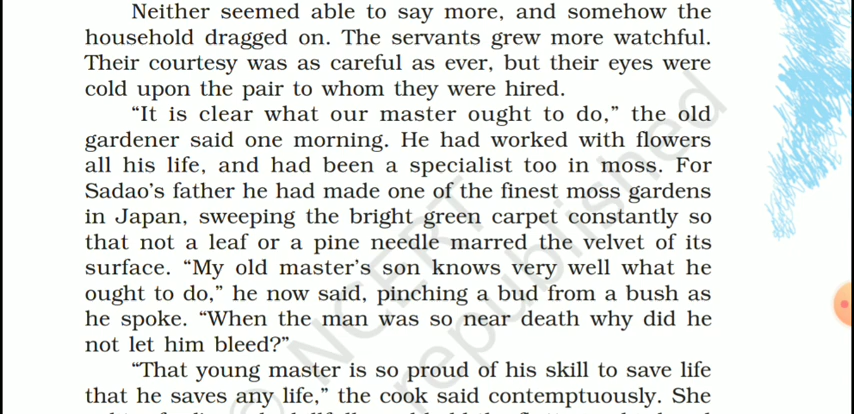 Neither seemed able to say more, and somehow the
household dragged on. The servants grew more watchful.
Their courtesy was as careful as ever, but their eyes were
cold upon the pair to whom they were hired.
“It is clear what our master ought to do,” the old
gardener said one morning. He had worked with flowers
all his life, and had been a specialist too in moss. For
Sadao’s father he had made one of the finest moss gardens
in Japan, sweeping the bright green carpet constantly so
that not a leaf or a pine needle marred the velvet of its
surface. “My old master’s son knows very well what he
ought to do,” he now said, pinching a bud from a bush as
he spoke. “When the man was so near death why did he
not let him bleed?”
“That young master is so proud of his skill to save life
that he saves any life,” the cook said contemptuously. She
© NCERT
republished